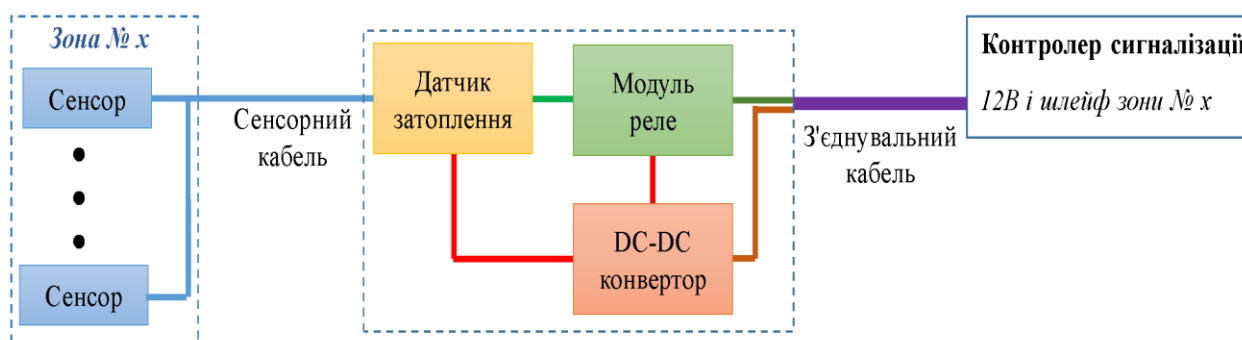 Зона № x
Сенсор
Сенсор
Сенсорний
кабель
Датчик
затоплення
Модуль
реле
DC-DC
конвертор
З'єднувальний
кабель
Контролер сигналізації
12В і шлейф зони № x